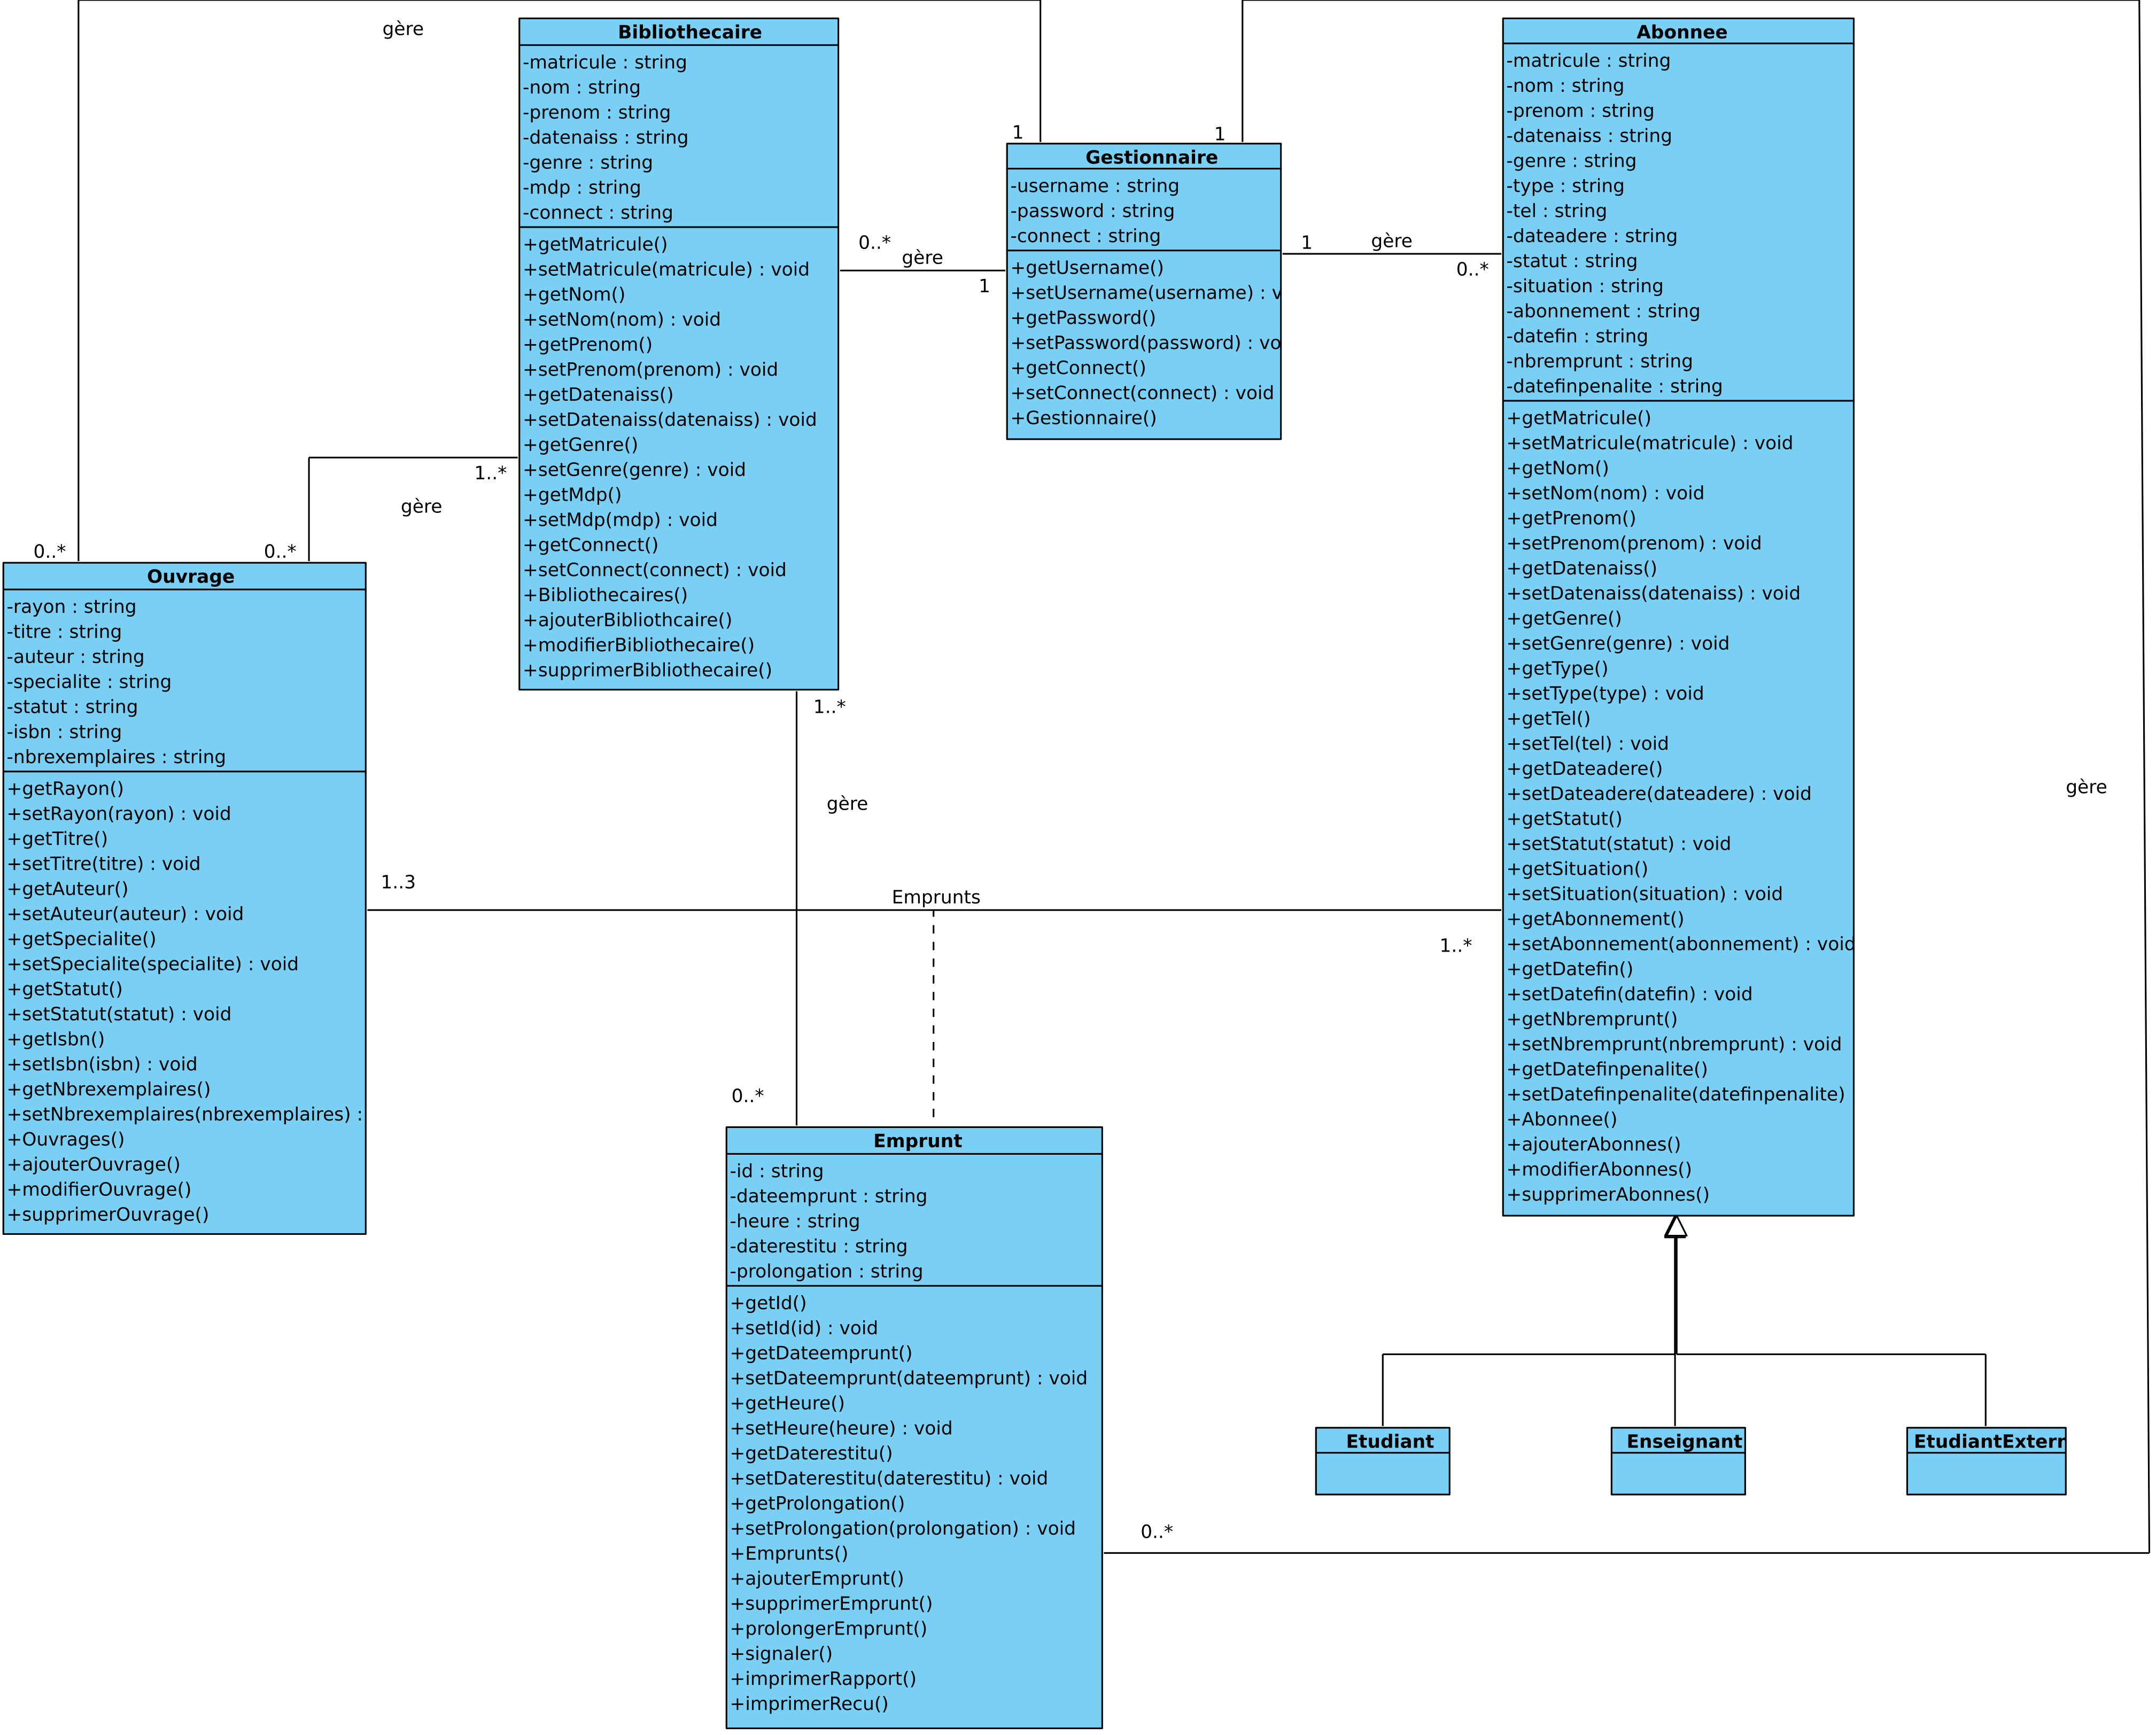 gère
Bibliothecaire
-matricule : string
-nom : string
-prenom : string
-datenaiss : string
-genre : string
-mdp : string
-connect : string
+getMatricule()
+setMatricule(matricule) : void
+getNom()
+setNom(nom) : void
+getPrenom()
+setPrenom(prenom) : void
+getDatenaiss()
+setDatenaiss(datenaiss) : void
+getGenre()
+setGenre(genre) : void
+getMdp()
+setMdp(mdp) : void
+getConnect()
+setConnect(connect) : void
+Bibliothecaires()
+ajouterBibliothcaire()
+modifierBibliothecaire()
+supprimerBibliothecaire()
1
1
Gestionnaire
-username : string
-password : string
-connect : string
+getUsername()
+setUsername(username) : v
+getPassword()
+setPassword(password) : vo
+getConnect()
+setConnect(connect) : void
+Gestionnaire()
0..*
gère
1
1
gère
0..*
Abonnee
-matricule : string
-nom : string
-prenom : string
-datenaiss : string
-genre : string
-type : string
-tel : string
-dateadere : string
-statut : string
-situation : string
-abonnement : string
-datefin : string
-nbremprunt : string
-datefinpenalite : string
+getMatricule()
+setMatricule(matricule) : void
+getNom()
+setNom(nom) : void
+getPrenom()
+setPrenom(prenom) : void
+getDatenaiss()
+setDatenaiss(datenaiss) : void
+getGenre()
+setGenre(genre) : void
+getType()
+setType(type) : void
+getTel()
+setTel(tel) : void
+getDateadere()
+setDateadere(dateadere) : void
+getStatut()
+setStatut(statut) : void
+getSituation()
+setSituation(situation) : void
+getAbonnement()
+setAbonnement(abonnement) : void
+getDatefin()
+setDatefin(datefin) : void
+getNbremprunt()
+setNbremprunt(nbremprunt) : void
+getDatefinpenalite()
+setDatefinpenalite(datefinpenalite)
+Abonnee()
+ajouterAbonnes()
+modifierAbonnes()
+supprimerAbonnes()
1..*
gère
0..*
0..*
Ouvrage
-rayon : string
-titre : string
-auteur : string
-specialite : string
-statut : string
-isbn : string
-nbrexemplaires : string
+getRayon()
+setRayon(rayon) : void
+getTitre()
+setTitre(titre) : void
+getAuteur()
+setAuteur(auteur) : void
+getSpecialite()
+setSpecialite(specialite) : void
+getStatut()
+setStatut(statut) : void
+getIsbn()
+setIsbn(isbn) : void
+getNbrexemplaires()
+setNbrexemplaires(nbrexemplaires) :
+Ouvrages()
+ajouterOuvrage()
+modifierOuvrage()
+supprimerOuvrage()
1..*
gère
gère
1..3
Emprunts
1..*
0..*
Emprunt
-id : string
-dateemprunt : string
-heure : string
-daterestitu : string
-prolongation : string
+getId()
+setId(id) : void
+getDateemprunt()
+setDateemprunt(dateemprunt) : void
+getHeure()
+setHeure(heure) : void
+getDaterestitu()
+setDaterestitu(daterestitu) : void
+getProlongation()
+setProlongation(prolongation) : void
+Emprunts()
+ajouterEmprunt()
+supprimerEmprunt()
+prolongerEmprunt()
+signaler()
+imprimerRapport()
+imprimerRecu()
Etudiant
Enseignant
EtudiantExterr
0..*